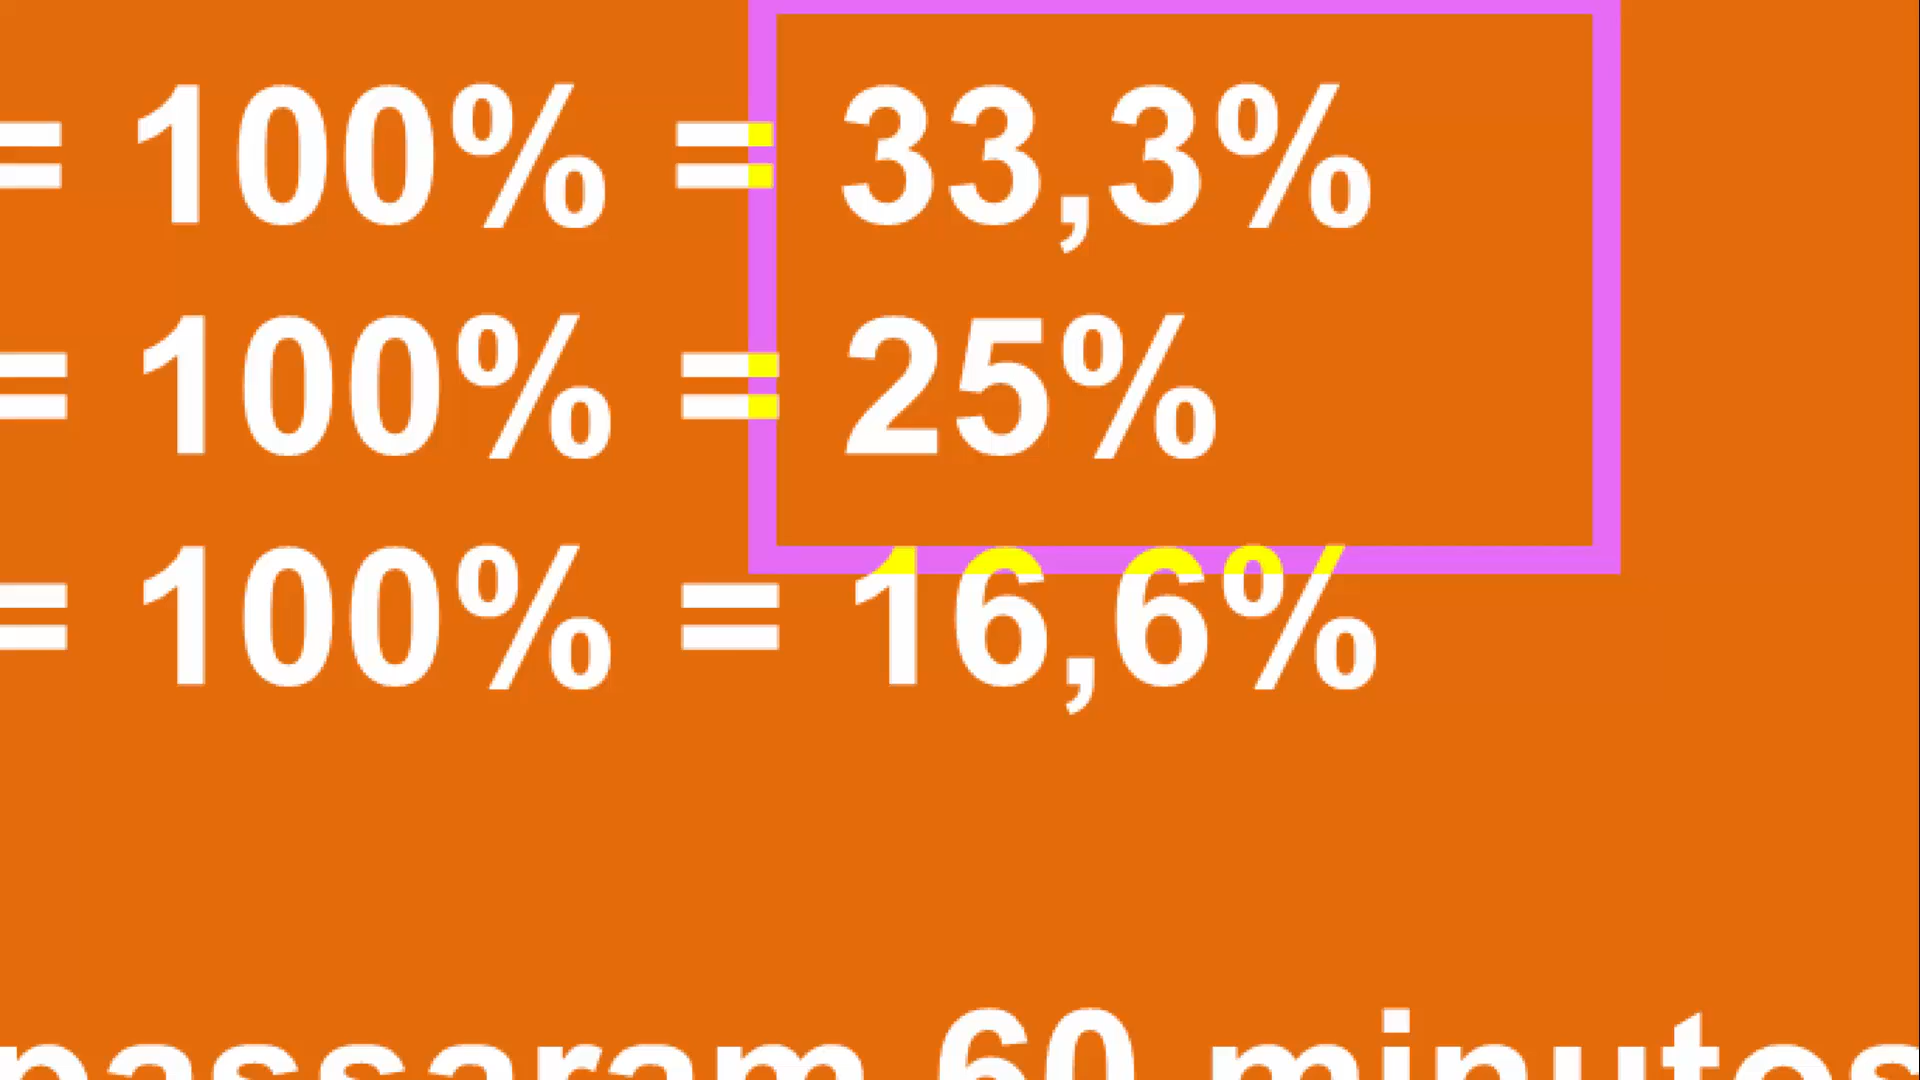 = 100% = 33,3%
= 100% = 25%
= 100% = 16,6%
passaram 60 minutos